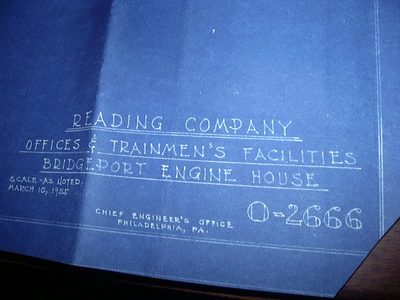 READING COMPANY
OFFICES & TRAINMEN'S FACILITIES
BRIDGEPORT ENGINE HOUSE
SCALE-AS NOTED.
MARCH 10, 1955
CHIEF ENGINEER'S OFFICE
PHILADELPHIA, PA.
O-2666